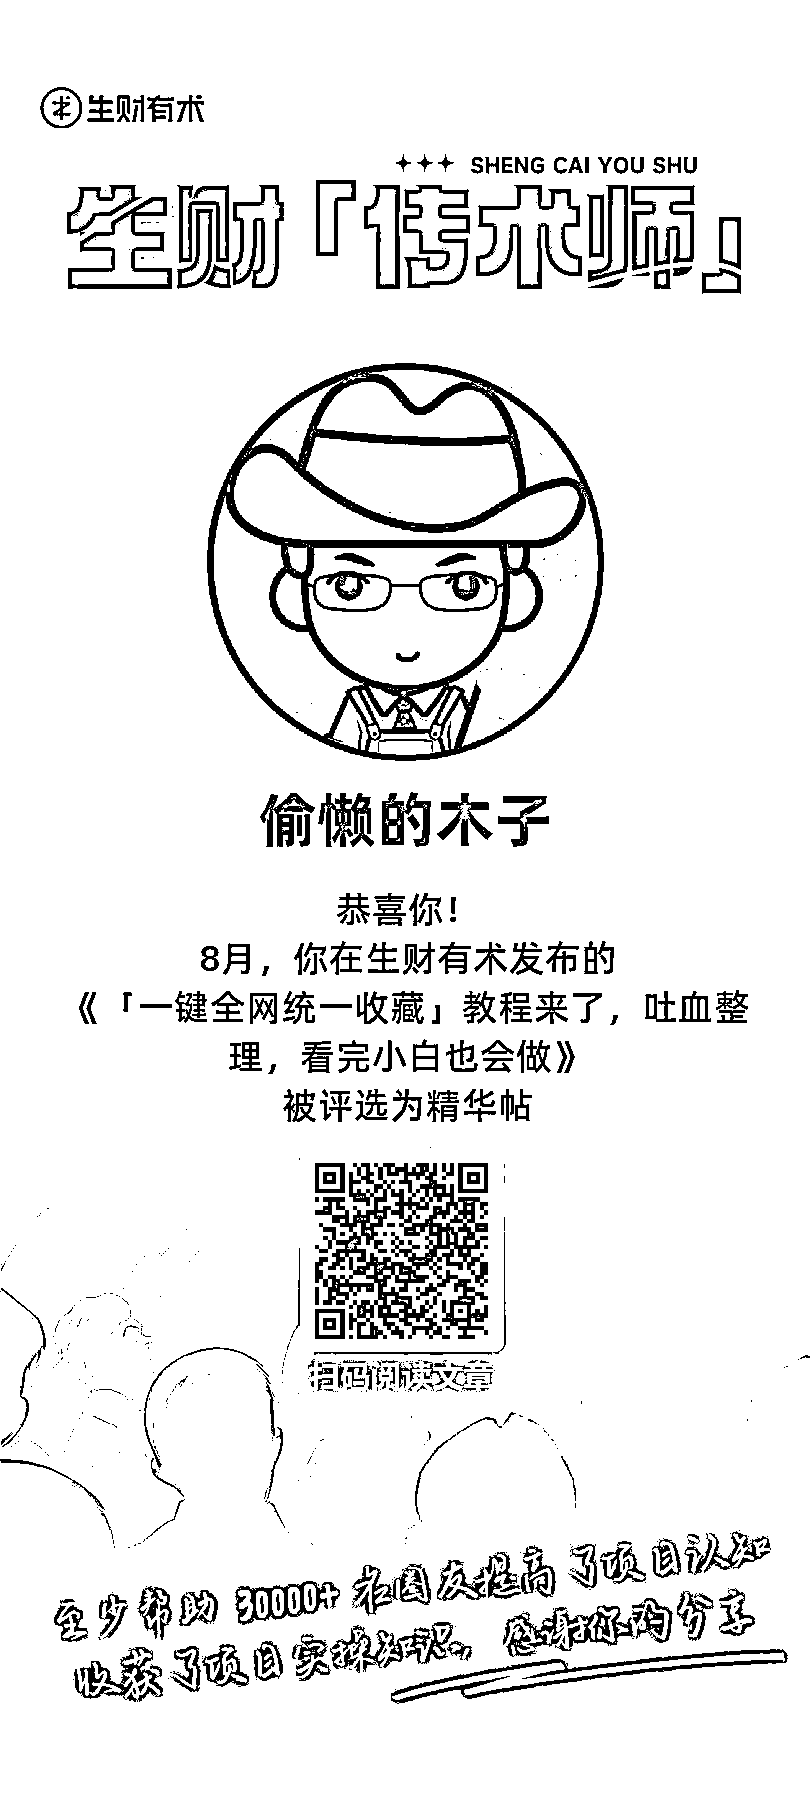 生财有术
SHENG CAI YOU SHU
生财「传术师」
偷懒的木子
恭喜你！
8月，你在生财有术发布的
《「一键全网统一收藏」教程来了，吐血整
理，看完小白也会做》
被评选为精华帖
扫码阅读文章
至少帮助 30000+ 社圈友提高了项目认知
收获了项目实操知识。感谢你的分享